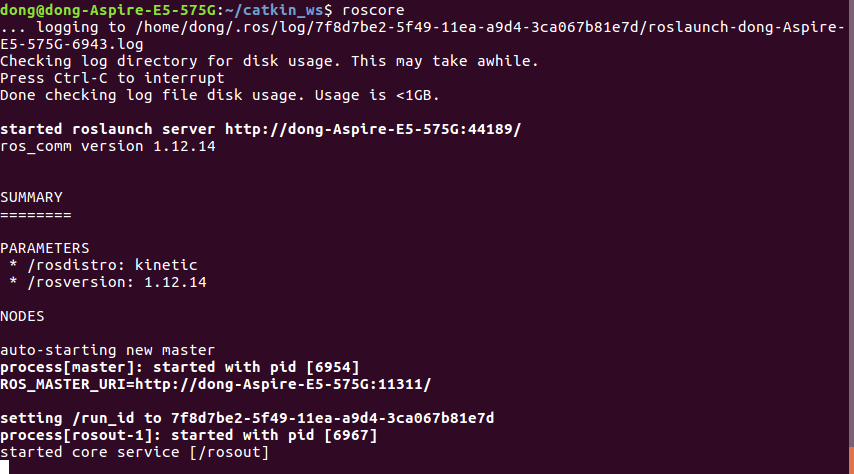 dong@dong-Aspire-E5-575G:~/catkin_ws$ roscore
... logging to /home/dong/.ros/log/7f8d7be2-5f49-11ea-a9d4-3ca067b81e7d/roslaunch-dong-Aspire-
E5-575G-6943.log
Checking log directory for disk usage. This may take awhile.
Press Ctrl-C to interrupt
Done checking log file disk usage. Usage is <1GB.

started roslaunch server http://dong-Aspire-E5-575G:44189/
ros_comm version 1.12.14


SUMMARY
========

PARAMETERS
 * /rosdistro: kinetic
 * /rosversion: 1.12.14

NODES

auto-starting new master
process[master]: started with pid [6954]
ROS_MASTER_URI=http://dong-Aspire-E5-575G:11311/

setting /run_id to 7f8d7be2-5f49-11ea-a9d4-3ca067b81e7d
process[rosout-1]: started with pid [6967]
started core service [/rosout]